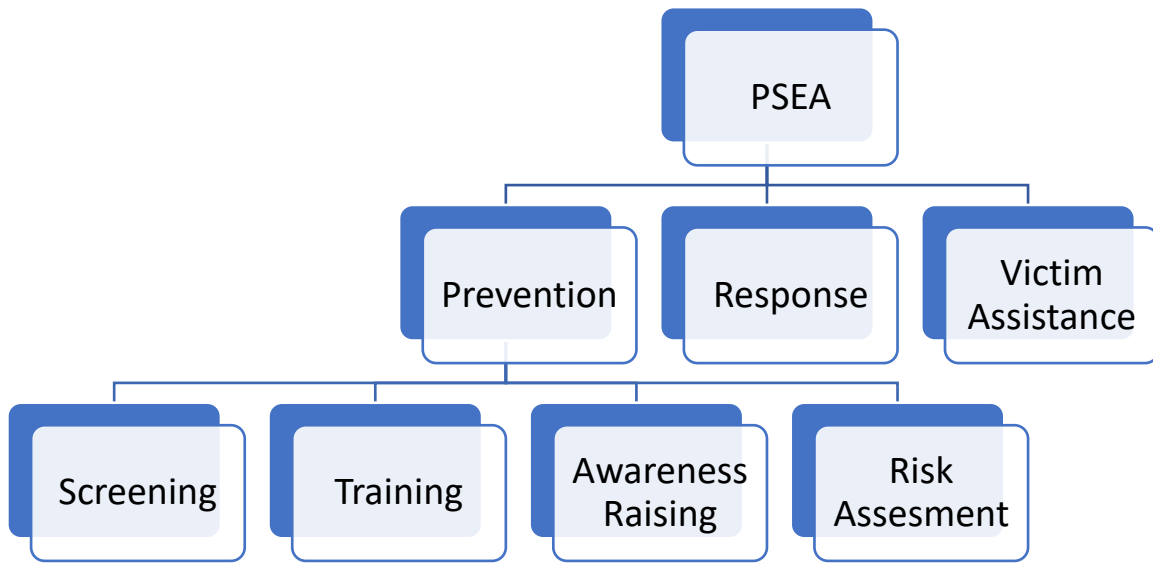 PSEA
Prevention
Response
Victim
Assistance
Screening
Training
Awareness
Raising
Risk
Assesment